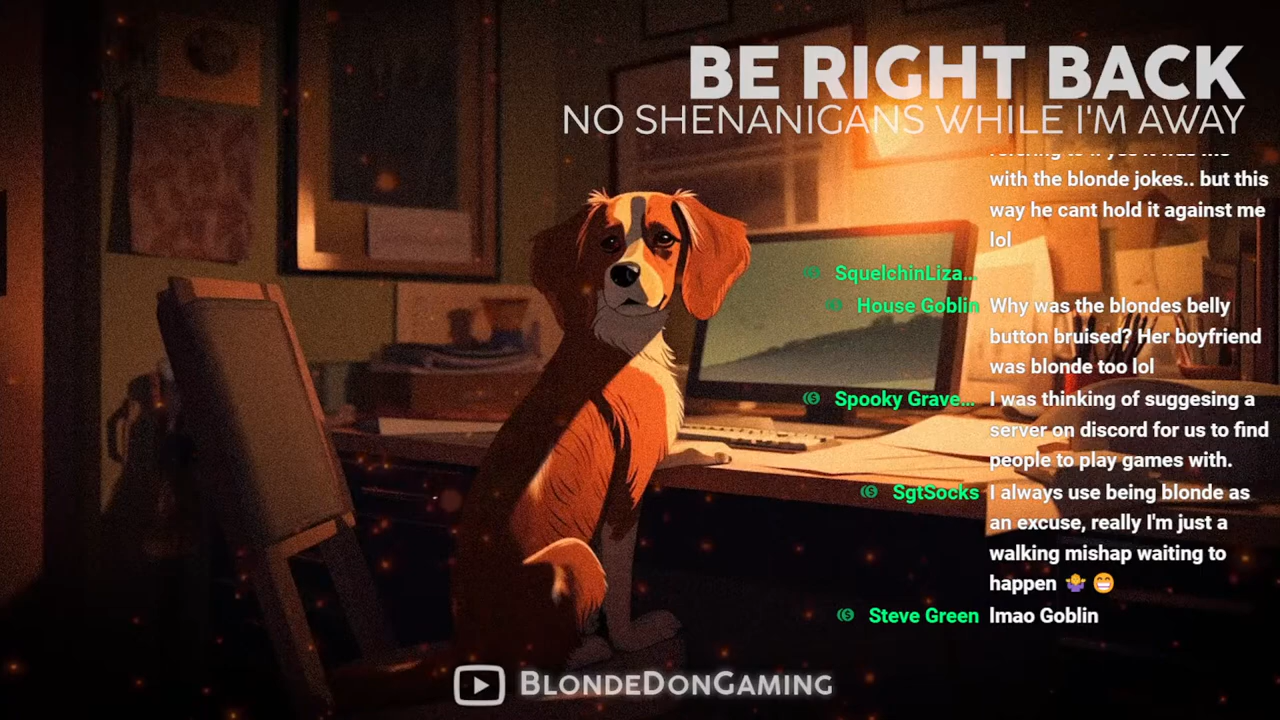 BE RIGHT BACK
NO SHENANIGANS WHILE I'M AWAY
with the blonde jokes.. but this
way he cant hold it against me
lol
SquelchinLiza...
House Goblin Why was the blondes belly
button bruised? Her boyfriend
was blonde too lol
Spooky Grave... I was thinking of suggesing a
server on discord for us to find
people to play games with.
SgtSocks I always use being blonde as
an excuse, really I'm just a
walking mishap waiting to
happen 🤷 😁
Steve Green lmao Goblin
BLONDEDONGAMING